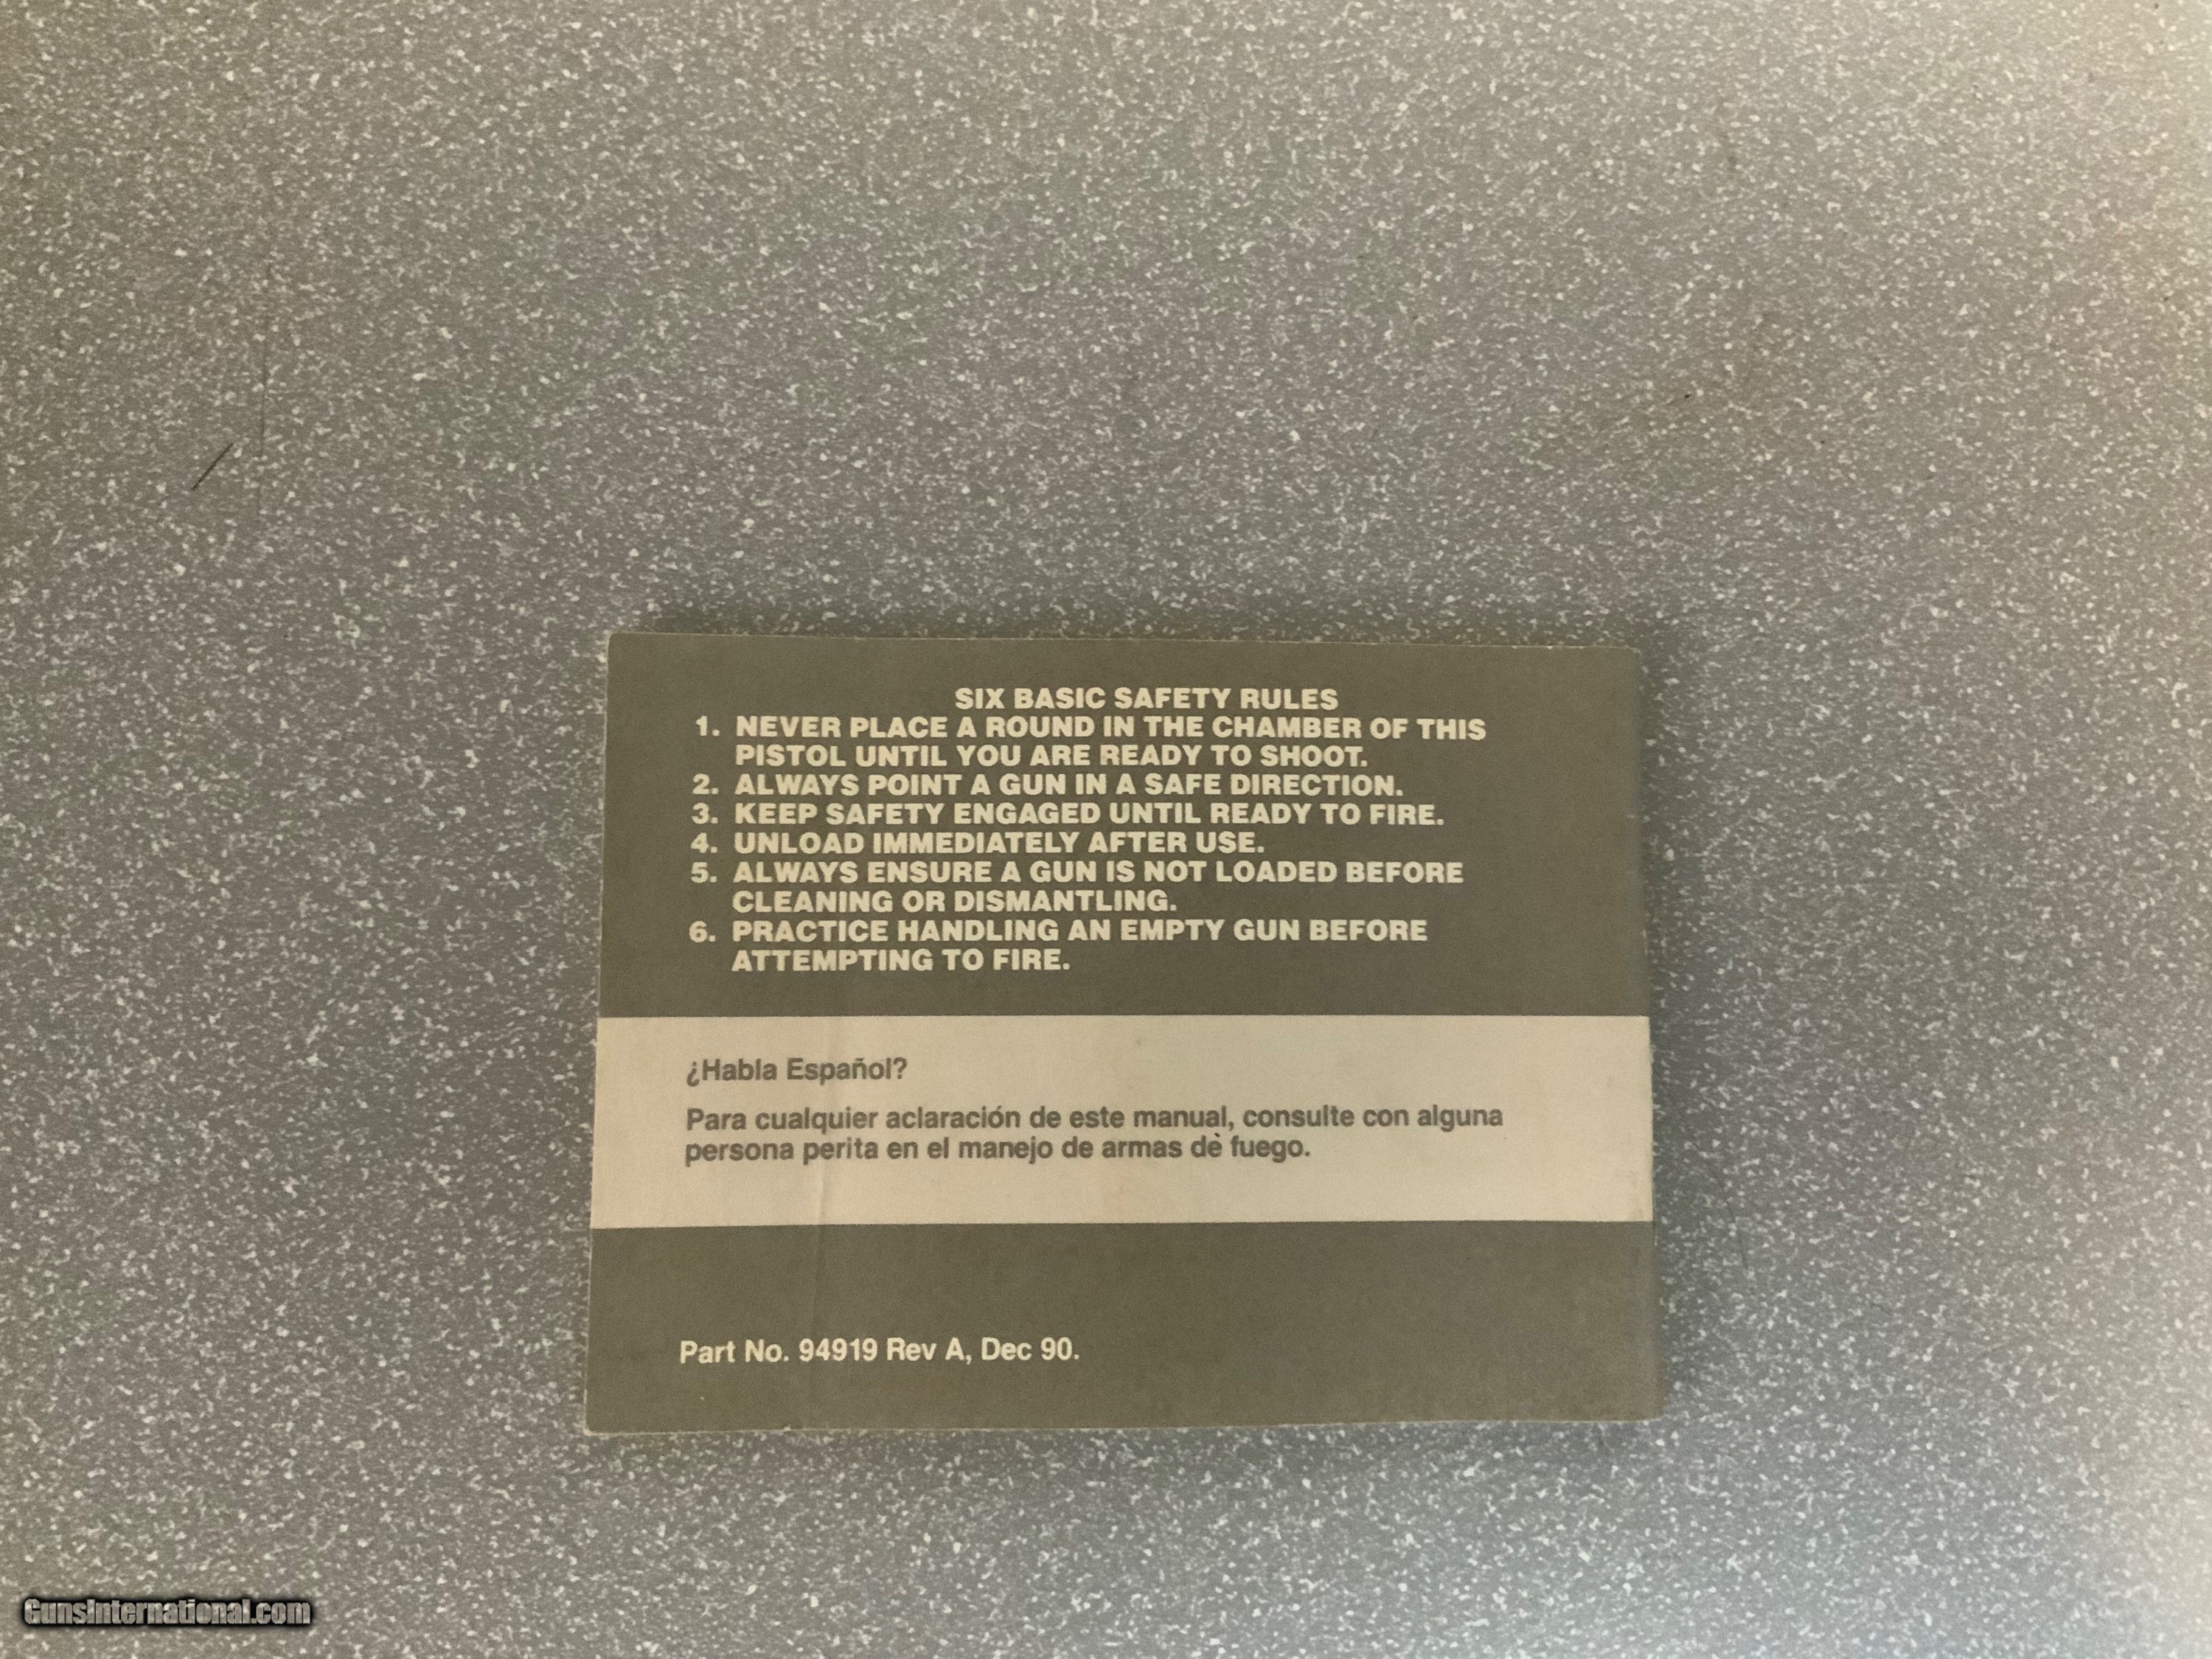 SIX BASIC SAFETY RULES
1. NEVER PLACE A ROUND IN THE CHAMBER OF THIS
PISTOL UNTIL YOU ARE READY TO SHOOT.
2. ALWAYS POINT A GUN IN A SAFE DIRECTION.
3. KEEP SAFETY ENGAGED UNTIL READY TO FIRE.
4. UNLOAD IMMEDIATELY AFTER USE.
5. ALWAYS ENSURE A GUN IS NOT LOADED BEFORE
CLEANING OR DISMANTLING.
6. PRACTICE HANDLING AN EMPTY GUN BEFORE
ATTEMPTING TO FIRE.
¿Habla Español?
Para cualquier aclaración de este manual, consulte con alguna
persona perita en el manejo de armas dè fuego.
Part No. 94919 Rev A, Dec 90.
GunsInternational.com